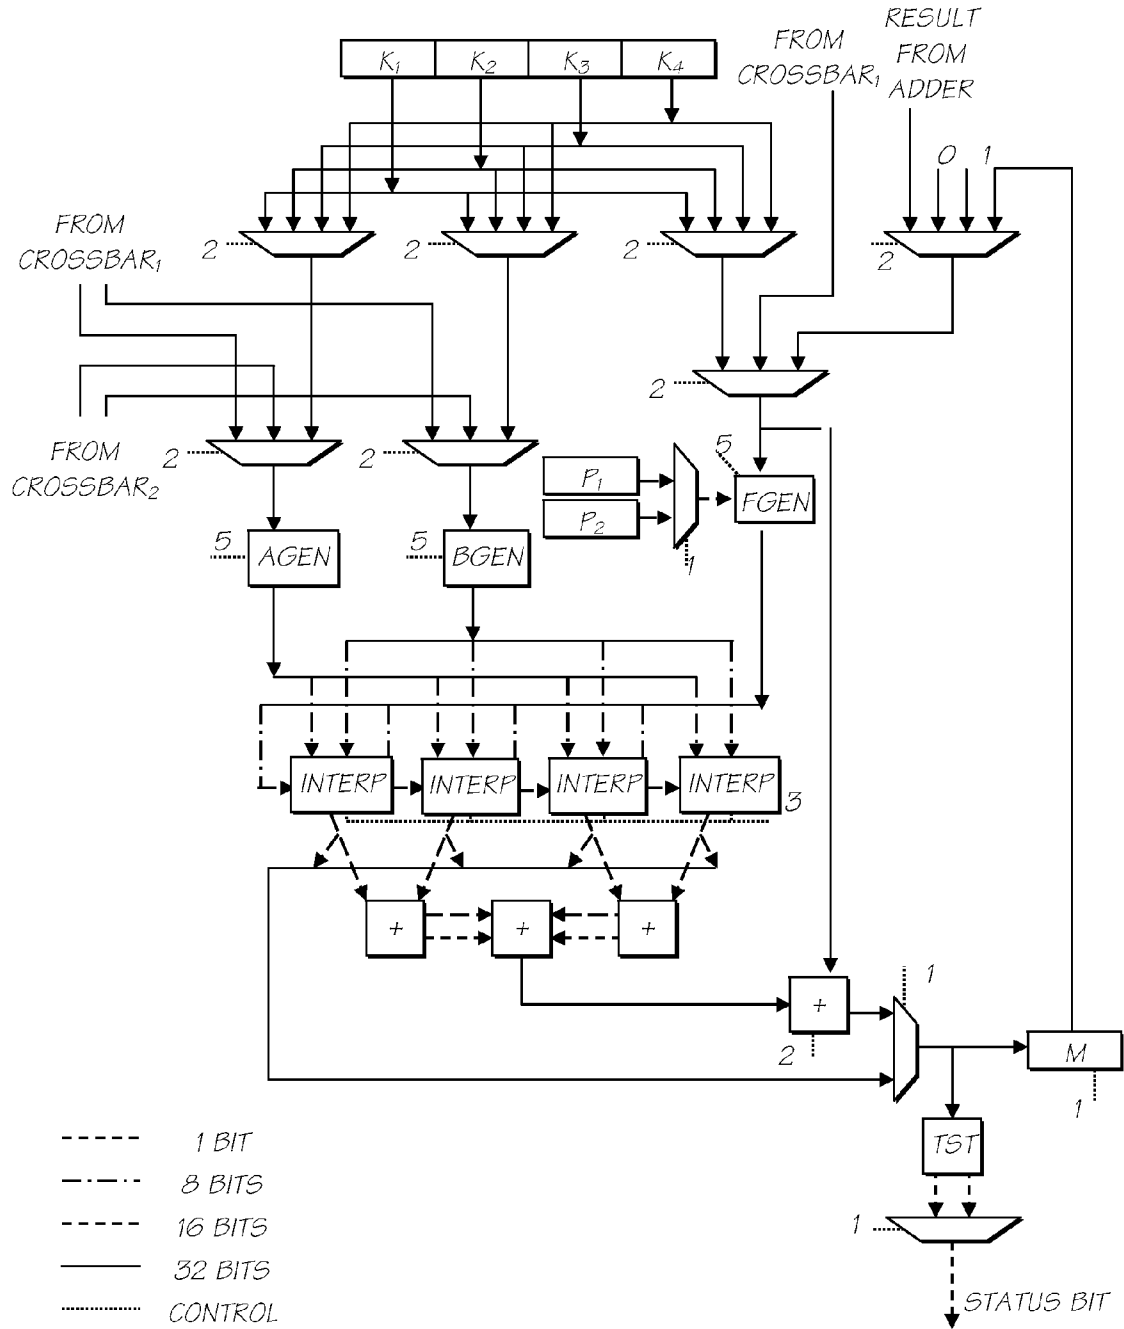 RESULT
FROM
ADDER
FROM
CROSSBAR1
K1 K2 K3 K4
0 1
FROM
CROSSBAR1
2 2 2 2
2
FROM
CROSSBAR2
2 2
5
P1
P2
FGEN
1
5 AGEN
5 BGEN
INTERP INTERP INTERP INTERP
3
+ + +
1
+
2
M
1
TST
1
STATUS BIT
1 BIT
8 BITS
16 BITS
32 BITS
CONTROL